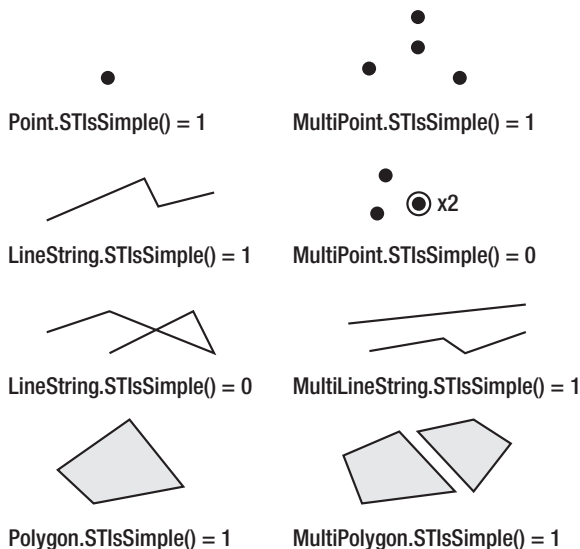 Point.STIsSimple() = 1
MultiPoint.STIsSimple() = 1
x2
LineString.STIsSimple() = 1
MultiPoint.STIsSimple() = 0
LineString.STIsSimple() = 0
MultiLineString.STIsSimple() = 1
Polygon.STIsSimple() = 1
MultiPolygon.STIsSimple() = 1